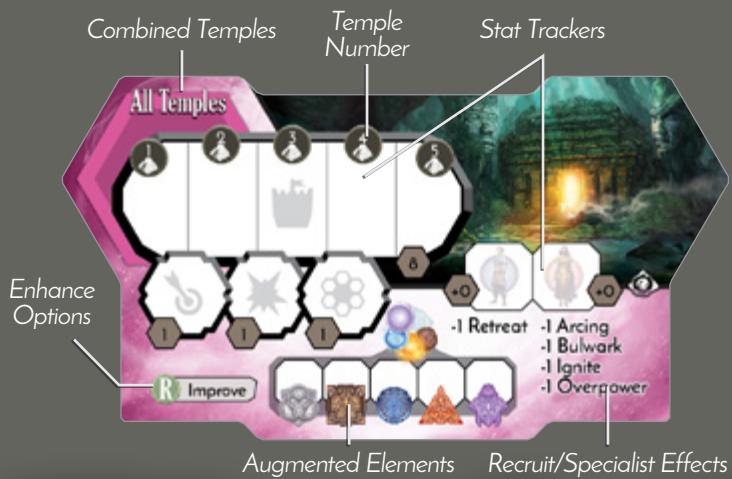 Combined Temples
Temple
Number
Stat Trackers
All Temples
1
2
3
4
5
8
+0
+0
Enhance
Options
1
1
1
-1 Retreat
-1 Arcing
-1 Bulwark
-1 Ignite
-1 Overpower
R Improve
Augmented Elements
Recruit/Specialist Effects